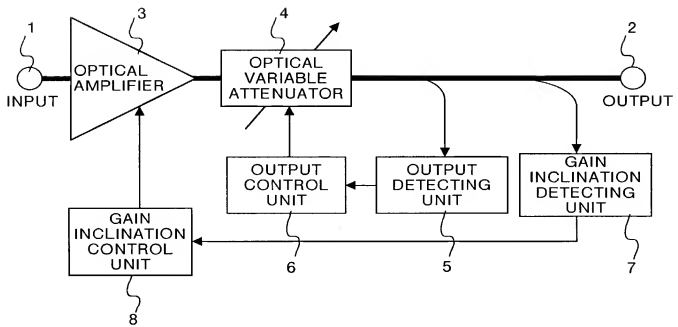 1
3
4
2
OPTICAL
AMPLIFIER
OPTICAL
VARIABLE
ATTENUATOR
INPUT
OUTPUT
OUTPUT
CONTROL
UNIT
OUTPUT
DETECTING
UNIT
GAIN
INCLINATION
DETECTING
UNIT
GAIN
INCLINATION
CONTROL
UNIT
6
5
7
8